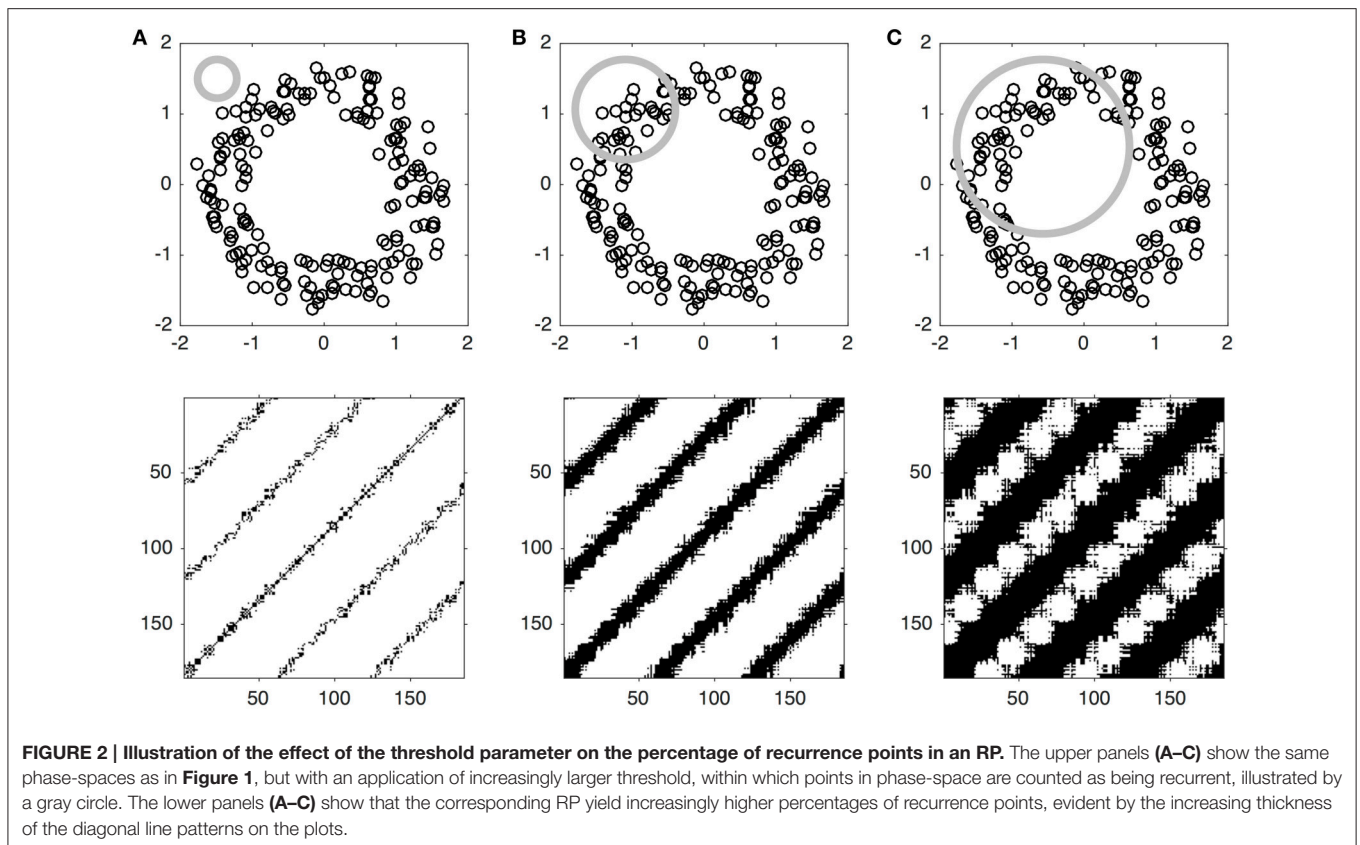 A B C
2 2 2
1 1 1
0 0 0
-1 -1 -1
-2 -2 -2
-2 -1 0 1 2 -2 -1 0 1 2 -2 -1 0 1 2
50 50 50
100 100 100
150 150 150
50 100 150 50 100 150 50 100 150
FIGURE 2 | Illustration of the effect of the threshold parameter on the percentage of recurrence points in an RP. The upper panels (A–C) show the same
phase-spaces as in Figure 1, but with an application of increasingly larger threshold, within which points in phase-space are counted as being recurrent, illustrated by
a gray circle. The lower panels (A–C) show that the corresponding RP yield increasingly higher percentages of recurrence points, evident by the increasing thickness
of the diagonal line patterns on the plots.